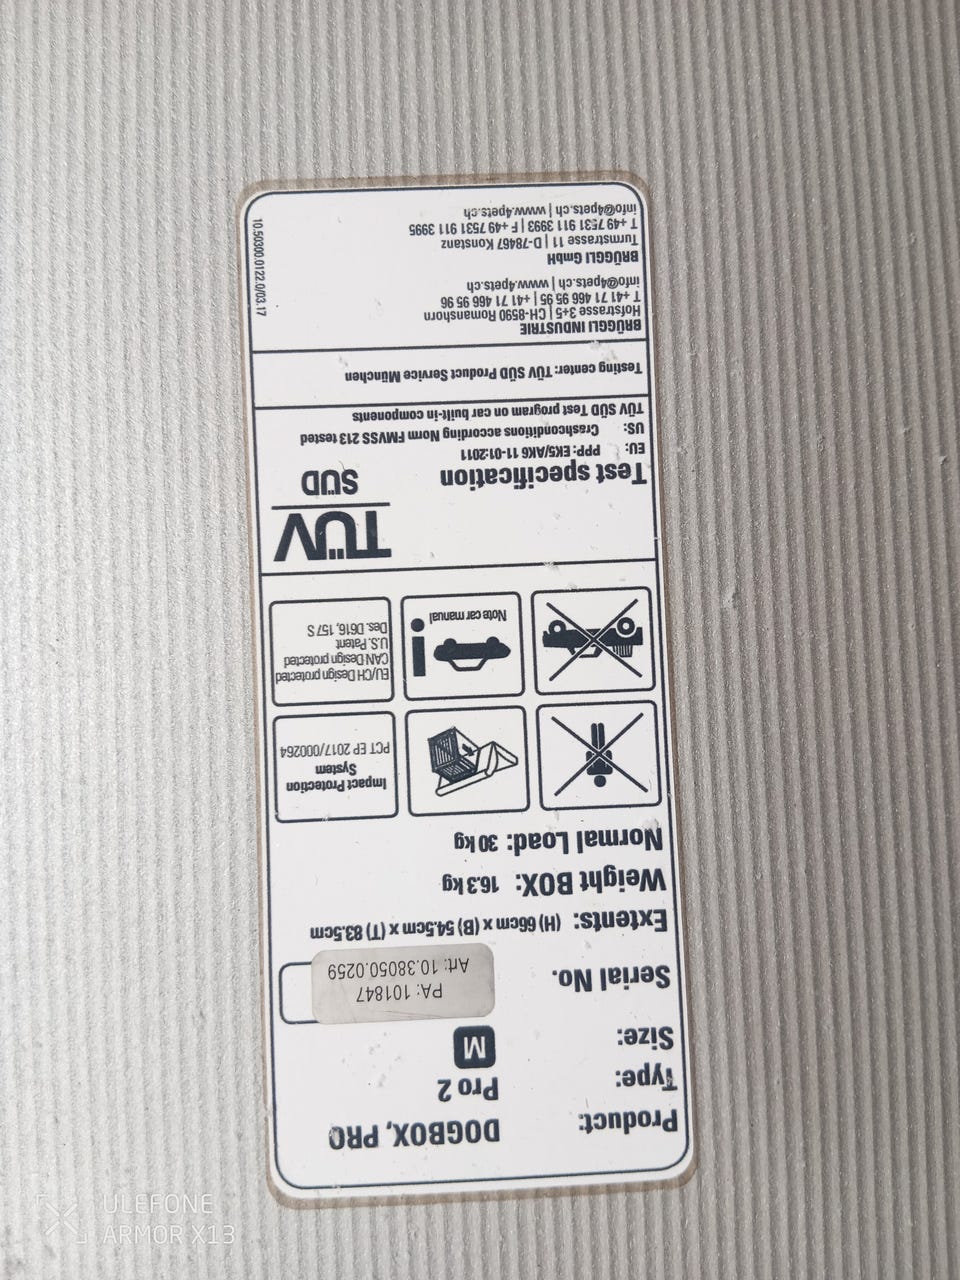 Product: DOGBOX, PRO
Type: Pro 2
Size: M
Serial No. PA: 101847
Art: 10.38050.0259
Extents: (H) 66cm x (B) 54.5cm x (T) 83.5cm
Weight BOX: 16.3 kg
Normal Load: 30 kg
Impact Protection
System
PCT EP 2017/000264
Note car manual
EU/CH Design protected
CAN Design protected
U.S. Patent
Des. D616, 157 S
TÜV
SÜD
Test specification
EU: PPP: EK5/AK6 11-01:2011
US: Crashconditions according Norm FMVSS 213 tested
TÜV SÜD Test program on car built-in components
Testing center: TÜV SÜD Product Service München
BRÜGGLI INDUSTRIE
Hofstrasse 3+5 | CH-8590 Romanshorn
T +41 71 466 95 95 | +41 71 466 95 96
info@4pets.ch | www.4pets.ch
BRÜGGLI GmbH
Turmstrasse 11 | D-78467 Konstanz
T +49 7531 911 3993 | F +49 7531 911 3995
info@4pets.ch | www.4pets.ch
10.50300.0122.0/03.17
ULEFONE
ARMOR X13